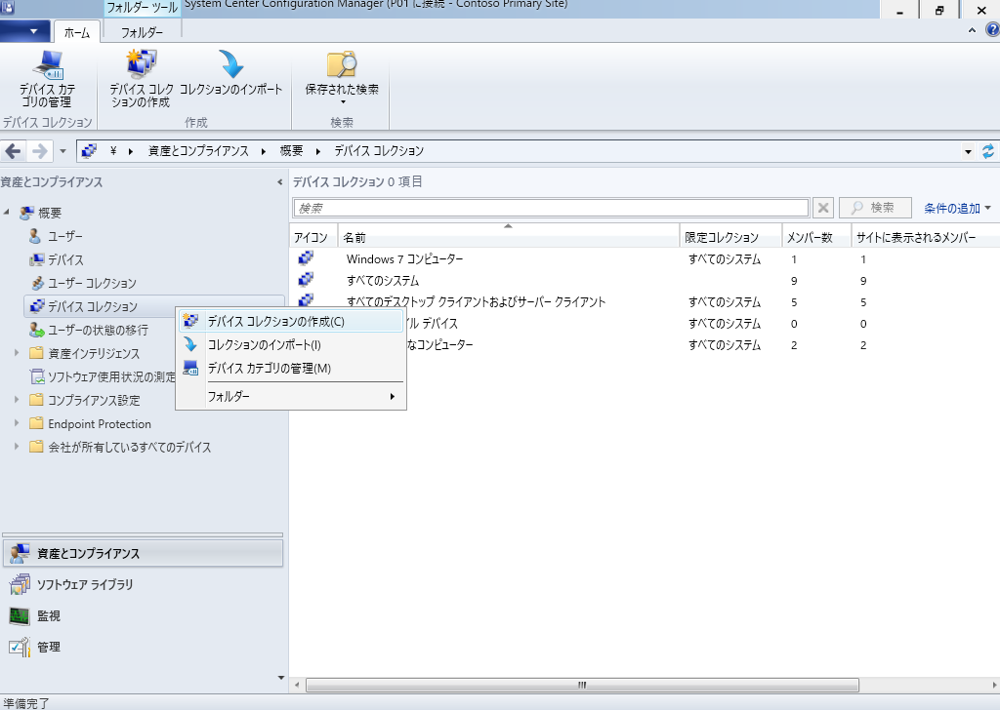 フォルダー ツール
System Center Configuration Manager (P01 に接続 - Contoso Primary Site)
ホーム
フォルダー
デバイス カテ
ゴリの管理
デバイス コレク
ションの作成
コレクションのインポート
保存された検索
デバイス コレクション
作成
検索
¥ ▸ 資産とコンプライアンス ▸ 概要 ▸ デバイス コレクション
資産とコンプライアンス
概要
ユーザー
デバイス
ユーザー コレクション
デバイス コレクション
ユーザーの状態の移行
資産インテリジェンス
ソフトウェア使用状況の測定
コンプライアンス設定
Endpoint Protection
会社が所有しているすべてのデバイス
資産とコンプライアンス
ソフトウェア ライブラリ
監視
管理
デバイス コレクション 0 項目
検索
検索
条件の追加
アイコン 名前 限定コレクション メンバー数 サイトに表示されるメンバー
Windows 7 コンピューター すべてのシステム 1 1
すべてのシステム 9 9
すべてのデスクトップ クライアントおよびサーバー クライアント すべてのシステム 5 5
イル デバイス すべてのシステム 0 0
なコンピューター すべてのシステム 2 2
デバイス コレクションの作成(C)
コレクションのインポート(I)
デバイス カテゴリの管理(M)
フォルダー
準備完了